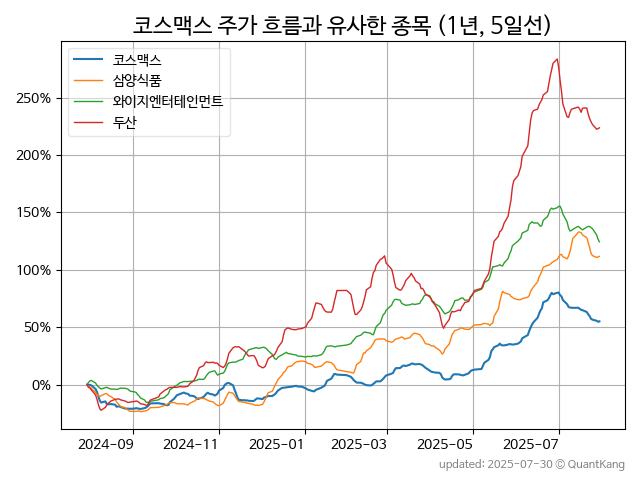 코스맥스 주가 흐름과 유사한 종목 (1년, 5일선)
코스맥스
삼양식품
와이지엔터테인먼트
두산
250%
200%
150%
100%
50%
0%
2024-09
2024-11
2025-01
2025-03
2025-05
2025-07
updated: 2025-07-30 © QuantKang